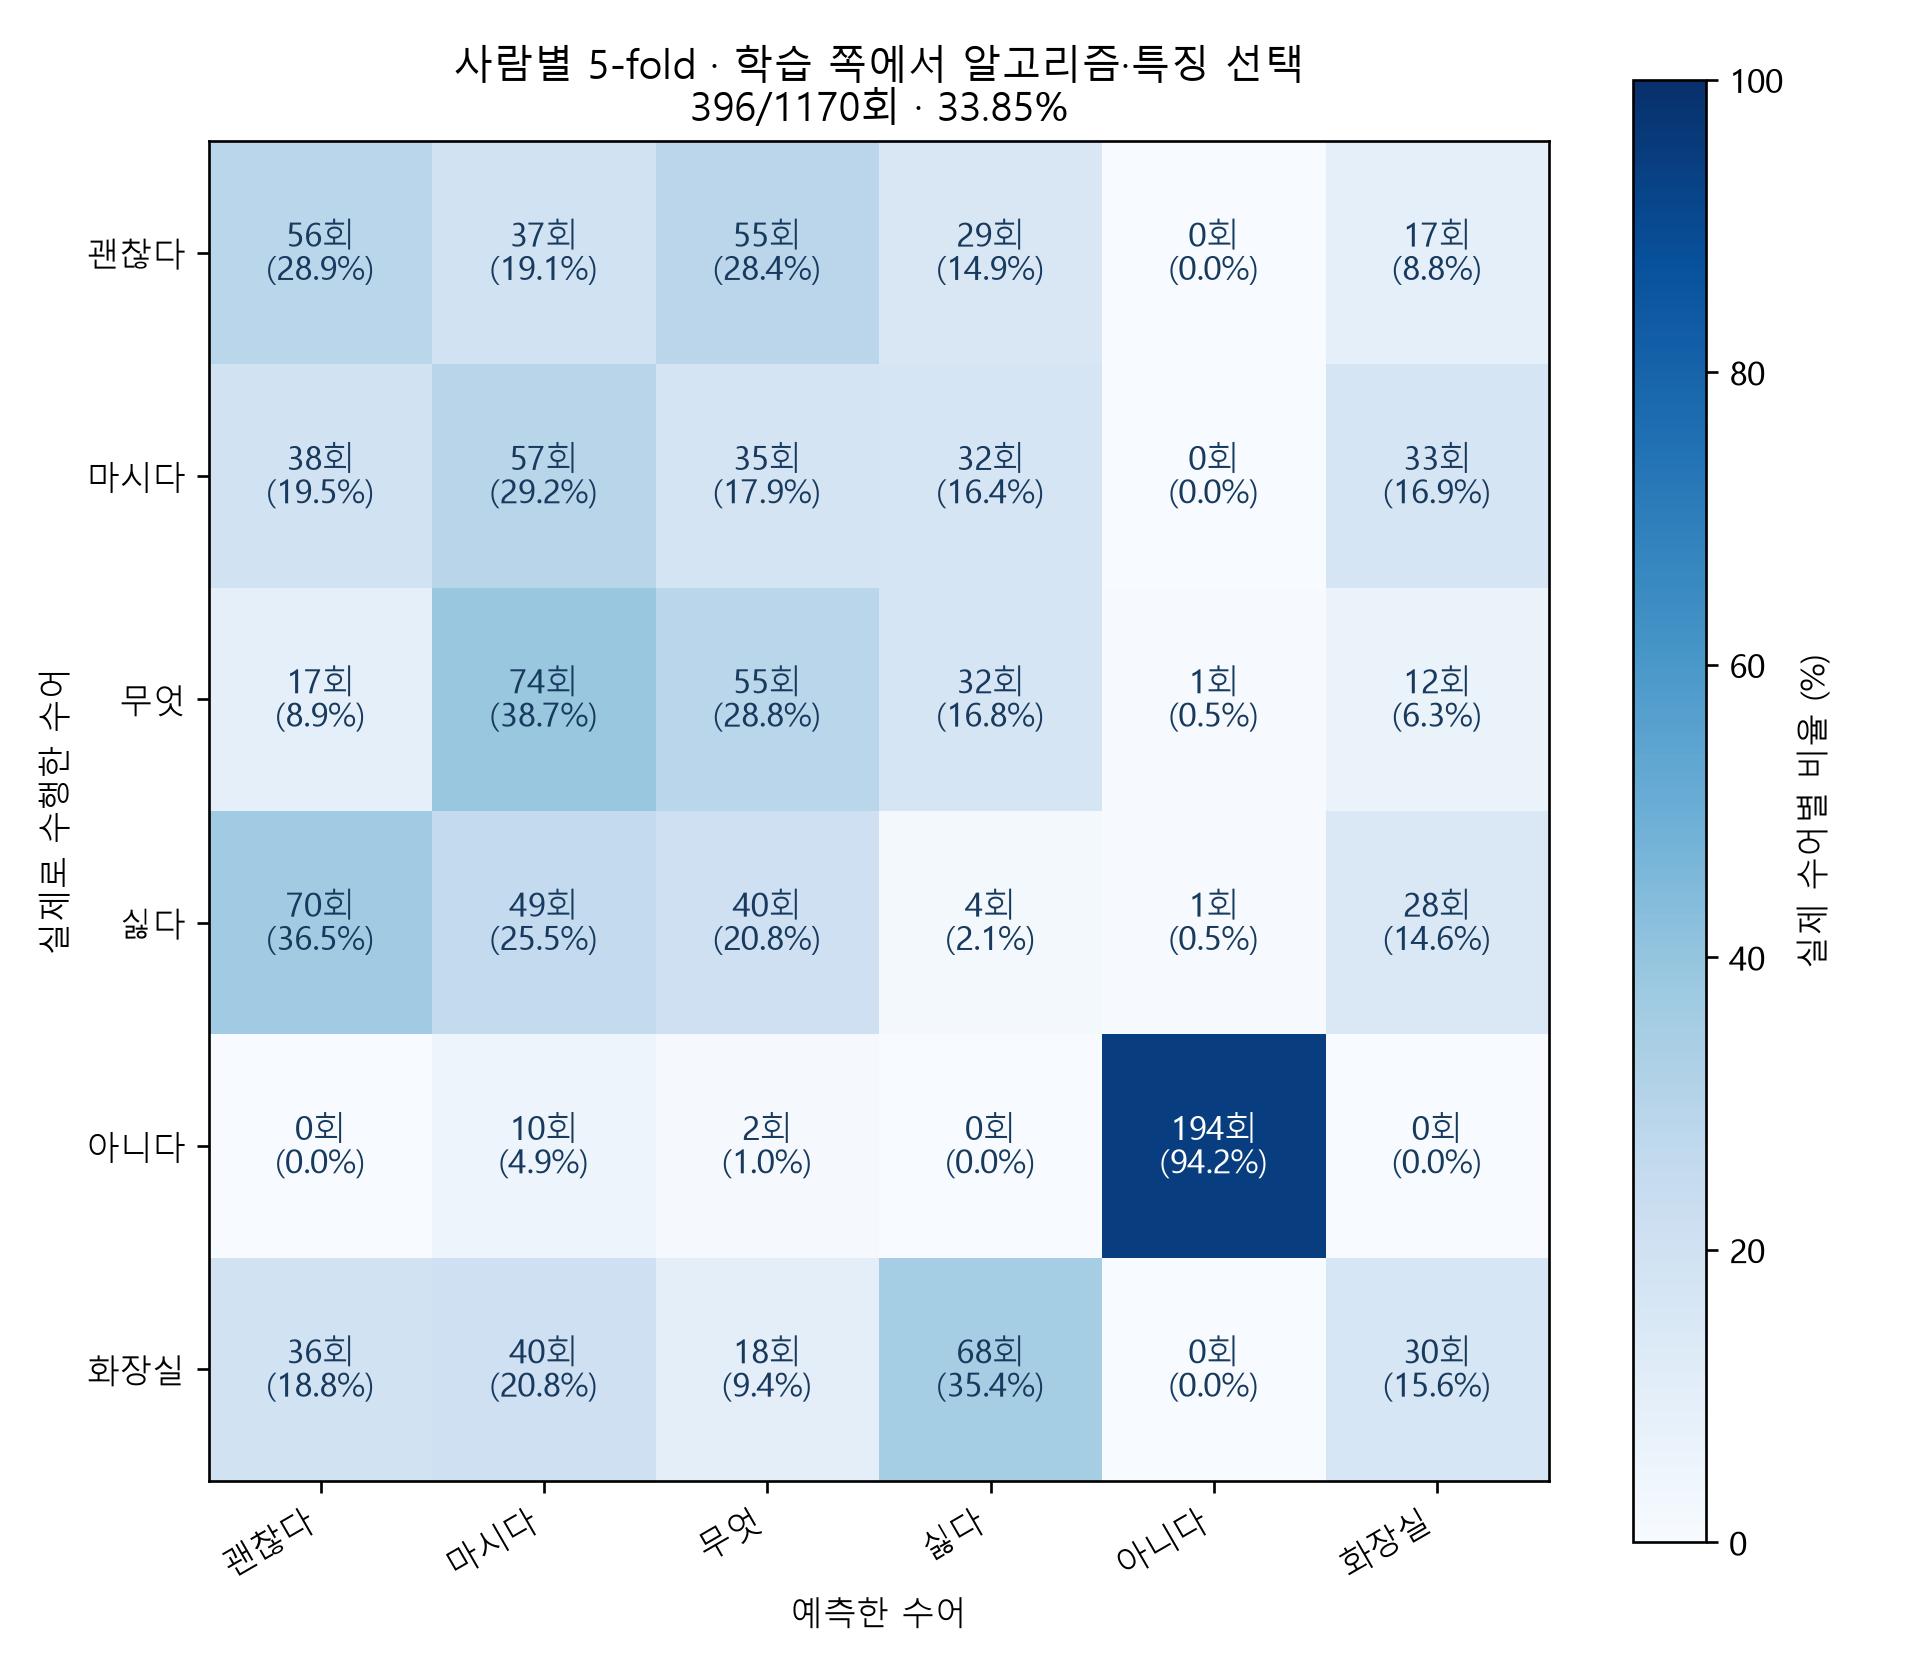 사람별 5-fold · 학습 쪽에서 알고리즘·특징 선택
396/1170회 · 33.85%
실제로 수행한 수어
괜찮다
56회
(28.9%)
37회
(19.1%)
55회
(28.4%)
29회
(14.9%)
0회
(0.0%)
17회
(8.8%)
마시다
38회
(19.5%)
57회
(29.2%)
35회
(17.9%)
32회
(16.4%)
0회
(0.0%)
33회
(16.9%)
무엇
17회
(8.9%)
74회
(38.7%)
55회
(28.8%)
32회
(16.8%)
1회
(0.5%)
12회
(6.3%)
싫다
70회
(36.5%)
49회
(25.5%)
40회
(20.8%)
4회
(2.1%)
1회
(0.5%)
28회
(14.6%)
아니다
0회
(0.0%)
10회
(4.9%)
2회
(1.0%)
0회
(0.0%)
194회
(94.2%)
0회
(0.0%)
화장실
36회
(18.8%)
40회
(20.8%)
18회
(9.4%)
68회
(35.4%)
0회
(0.0%)
30회
(15.6%)
괜찮다
마시다
무엇
싫다
아니다
화장실
예측한 수어
100
80
60
40
20
0
실제 수어별 비율 (%)